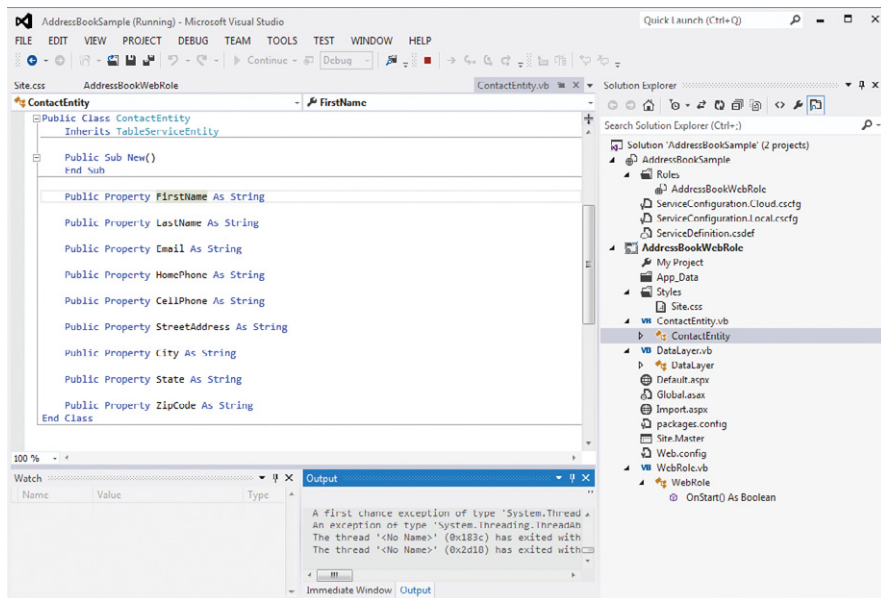 AddressBookSample (Running) - Microsoft Visual Studio
Quick Launch (Ctrl+Q)
FILE EDIT VIEW PROJECT DEBUG TEAM TOOLS TEST WINDOW HELP
Continue
Debug
Site.css
AddressBookWebRole
ContactEntity.vb
ContactEntity
FirstName
Public Class ContactEntity
Inherits TableServiceEntity
Public Sub New()
End Sub
Public Property FirstName As String
Public Property LastName As String
Public Property Email As String
Public Property HomePhone As String
Public Property CellPhone As String
Public Property StreetAddress As String
Public Property City As String
Public Property State As String
Public Property ZipCode As String
End Class
100 %
Watch
Name Value Type
Output
A first chance exception of type 'System.Thread
An exception of type 'System.Threading.ThreadAb
The thread '<No Name>' (0x183c) has exited with
The thread '<No Name>' (0x2d18) has exited with
Immediate Window
Output
Solution Explorer
Search Solution Explorer (Ctrl+;)
Solution 'AddressBookSample' (2 projects)
AddressBookSample
Roles
AddressBookWebRole
ServiceConfiguration.Cloud.cscfg
ServiceConfiguration.Local.cscfg
ServiceDefinition.csdef
AddressBookWebRole
My Project
App_Data
Styles
Site.css
VB ContactEntity.vb
ContactEntity
VB DataLayer.vb
DataLayer
Default.aspx
Global.asax
Import.aspx
packages.config
Site.Master
Web.config
VB WebRole.vb
WebRole
OnStart() As Boolean